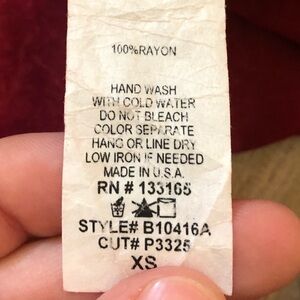 100%RAYON
HAND WASH
WITH COLD WATER
DO NOT BLEACH
COLOR SEPARATE
HANG OR LINE DRY
LOW IRON IF NEEDED
MADE IN U.S.A.
RN # 133165
STYLE# B10416A
CUT# P3325
XS